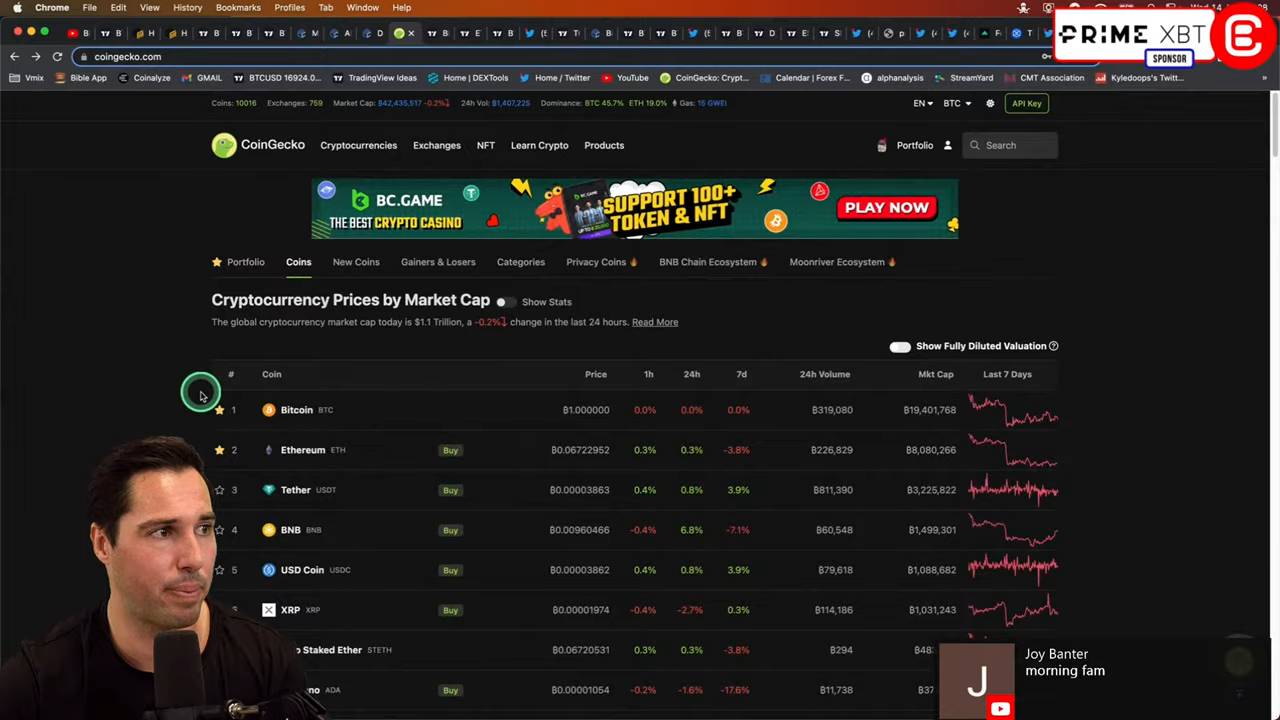 Chrome File Edit View History Bookmarks Profiles Tab Window Help
coingecko.com
Vmix Bible App Coinalyze GMAIL BTCUSD 16924.0... TradingView Ideas Home | DEXTools Home / Twitter YouTube CoinGecko: Crypt... Calendar | Forex F... alphanalysis StreamYard CMT Association Kyledoops's Twitt...
PRIME XBT
SPONSOR
Coins: 10016 Exchanges: 759 Market Cap: ₿42,435,517 -0.2% 24h Vol: ₿1,407,225 Dominance: BTC 45.7% ETH 19.0% Gas: 15 GWEI EN BTC API Key
CoinGecko Cryptocurrencies Exchanges NFT Learn Crypto Products Portfolio Search
BC.GAME
THE BEST CRYPTO CASINO
SUPPORT 100+
TOKEN & NFT
PLAY NOW
Portfolio Coins New Coins Gainers & Losers Categories Privacy Coins BNB Chain Ecosystem Moonriver Ecosystem
Cryptocurrency Prices by Market Cap Show Stats
The global cryptocurrency market cap today is $1.1 Trillion, a -0.2% change in the last 24 hours. Read More
Show Fully Diluted Valuation
# Coin Price 1h 24h 7d 24h Volume Mkt Cap Last 7 Days
1 Bitcoin BTC ₿1.000000 0.0% 0.0% 0.0% ₿319,080 ₿19,401,768
2 Ethereum ETH Buy ₿0.06722952 0.3% 0.3% -3.8% ₿226,829 ₿8,080,266
3 Tether USDT Buy ₿0.00003863 0.4% 0.8% 3.9% ₿811,390 ₿3,225,822
4 BNB BNB Buy ₿0.00960466 -0.4% 6.8% -7.1% ₿60,548 ₿1,499,301
5 USD Coin USDC Buy ₿0.00003862 0.4% 0.8% 3.9% ₿79,618 ₿1,088,682
XRP XRP Buy ₿0.00001974 -0.4% -2.7% 0.3% ₿114,186 ₿1,031,243
Staked Ether STETH ₿0.06720531 0.3% 0.3% -3.8% ₿294
ADA Buy ₿0.00001054 -0.2% -1.6% -17.6% ₿11,738
J
Joy Banter
morning fam